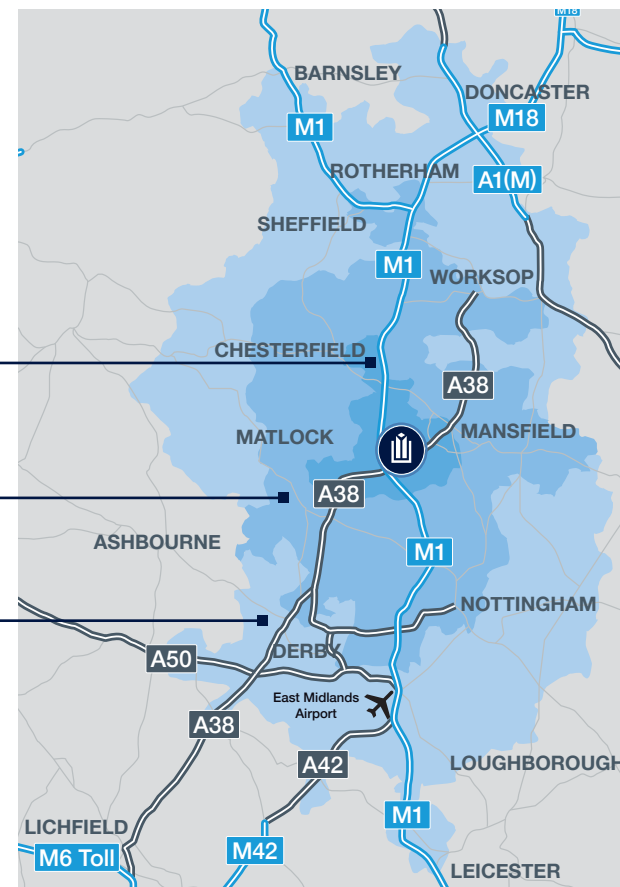 M18
BARNSLEY
DONCASTER
M1
M18
ROTHERHAM
A1(M)
SHEFFIELD
M1
WORKSOP
CHESTERFIELD
A38
MATLOCK
MANSFIELD
A38
ASHBOURNE
M1
NOTTINGHAM
DERBY
A50
East Midlands
Airport
A38
A42
LOUGHBOROUGH
M1
LICHFIELD
M6 Toll
M42
LEICESTER